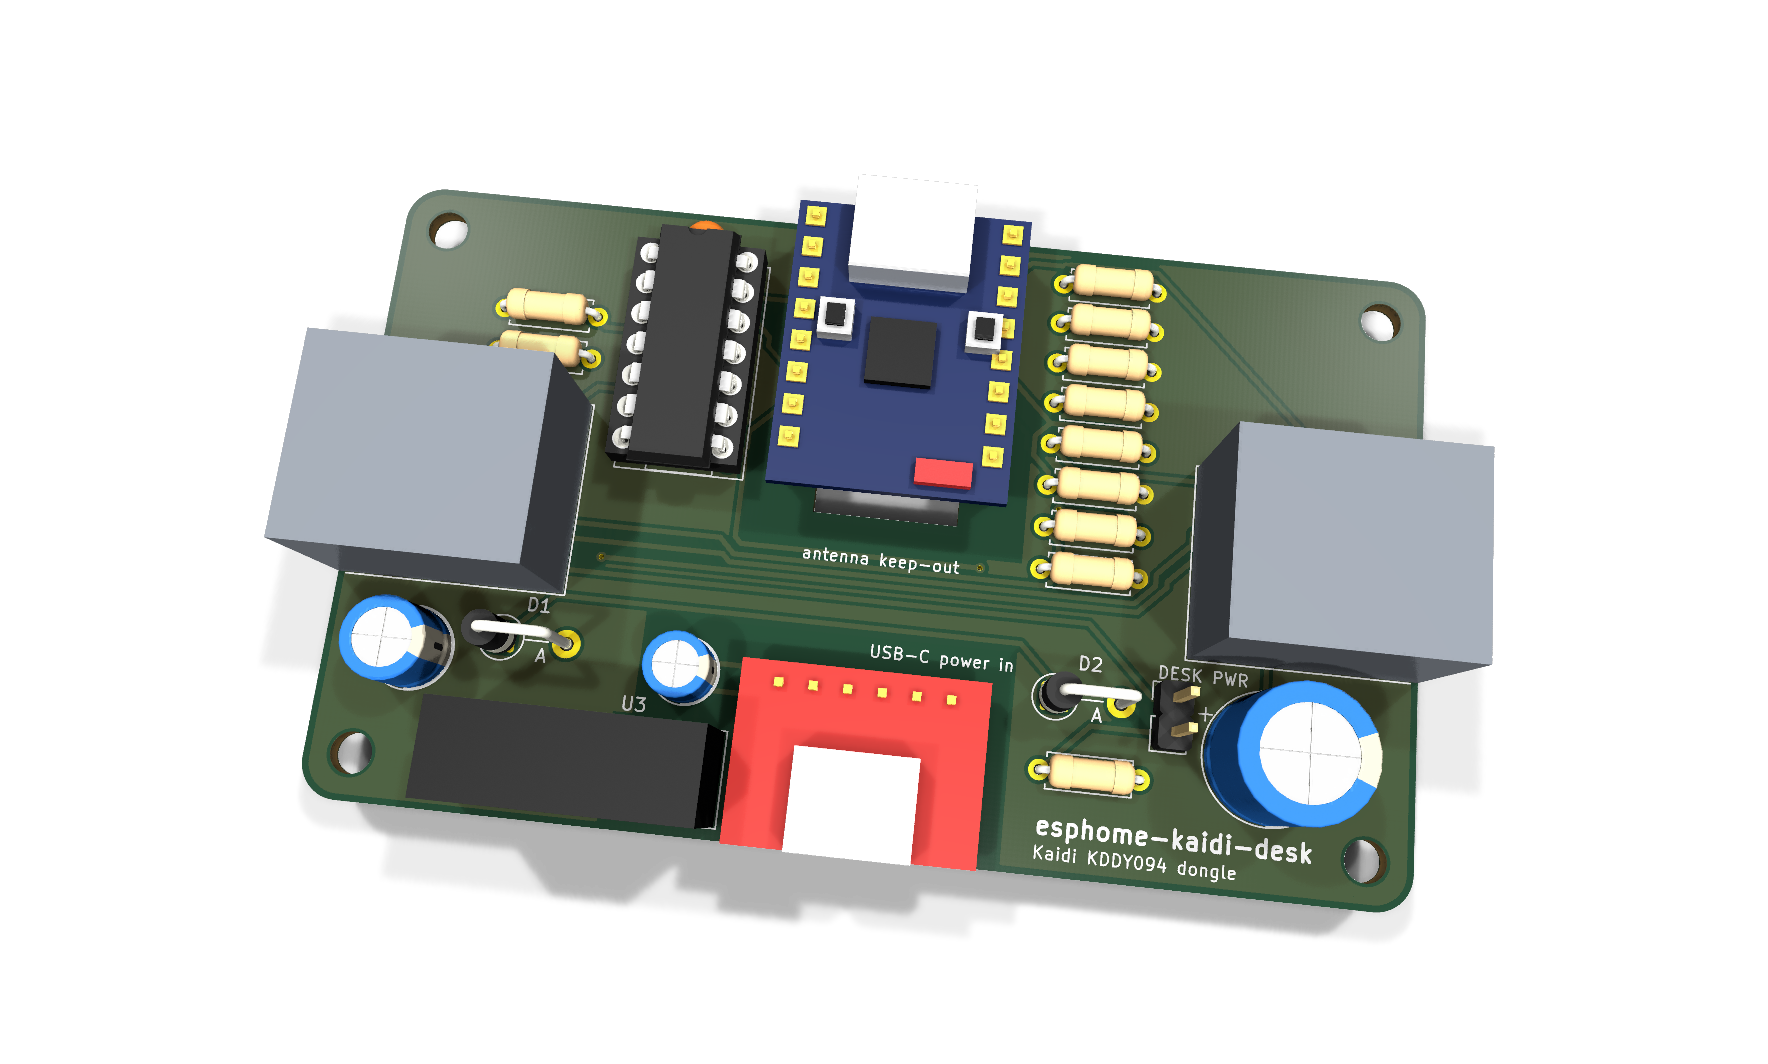 antenna keep-out
D1
A
USB-C power in
D2
DESK PWR
A
+
U3
esphome-kaidi-desk
Kaidi KDDY094 dongle